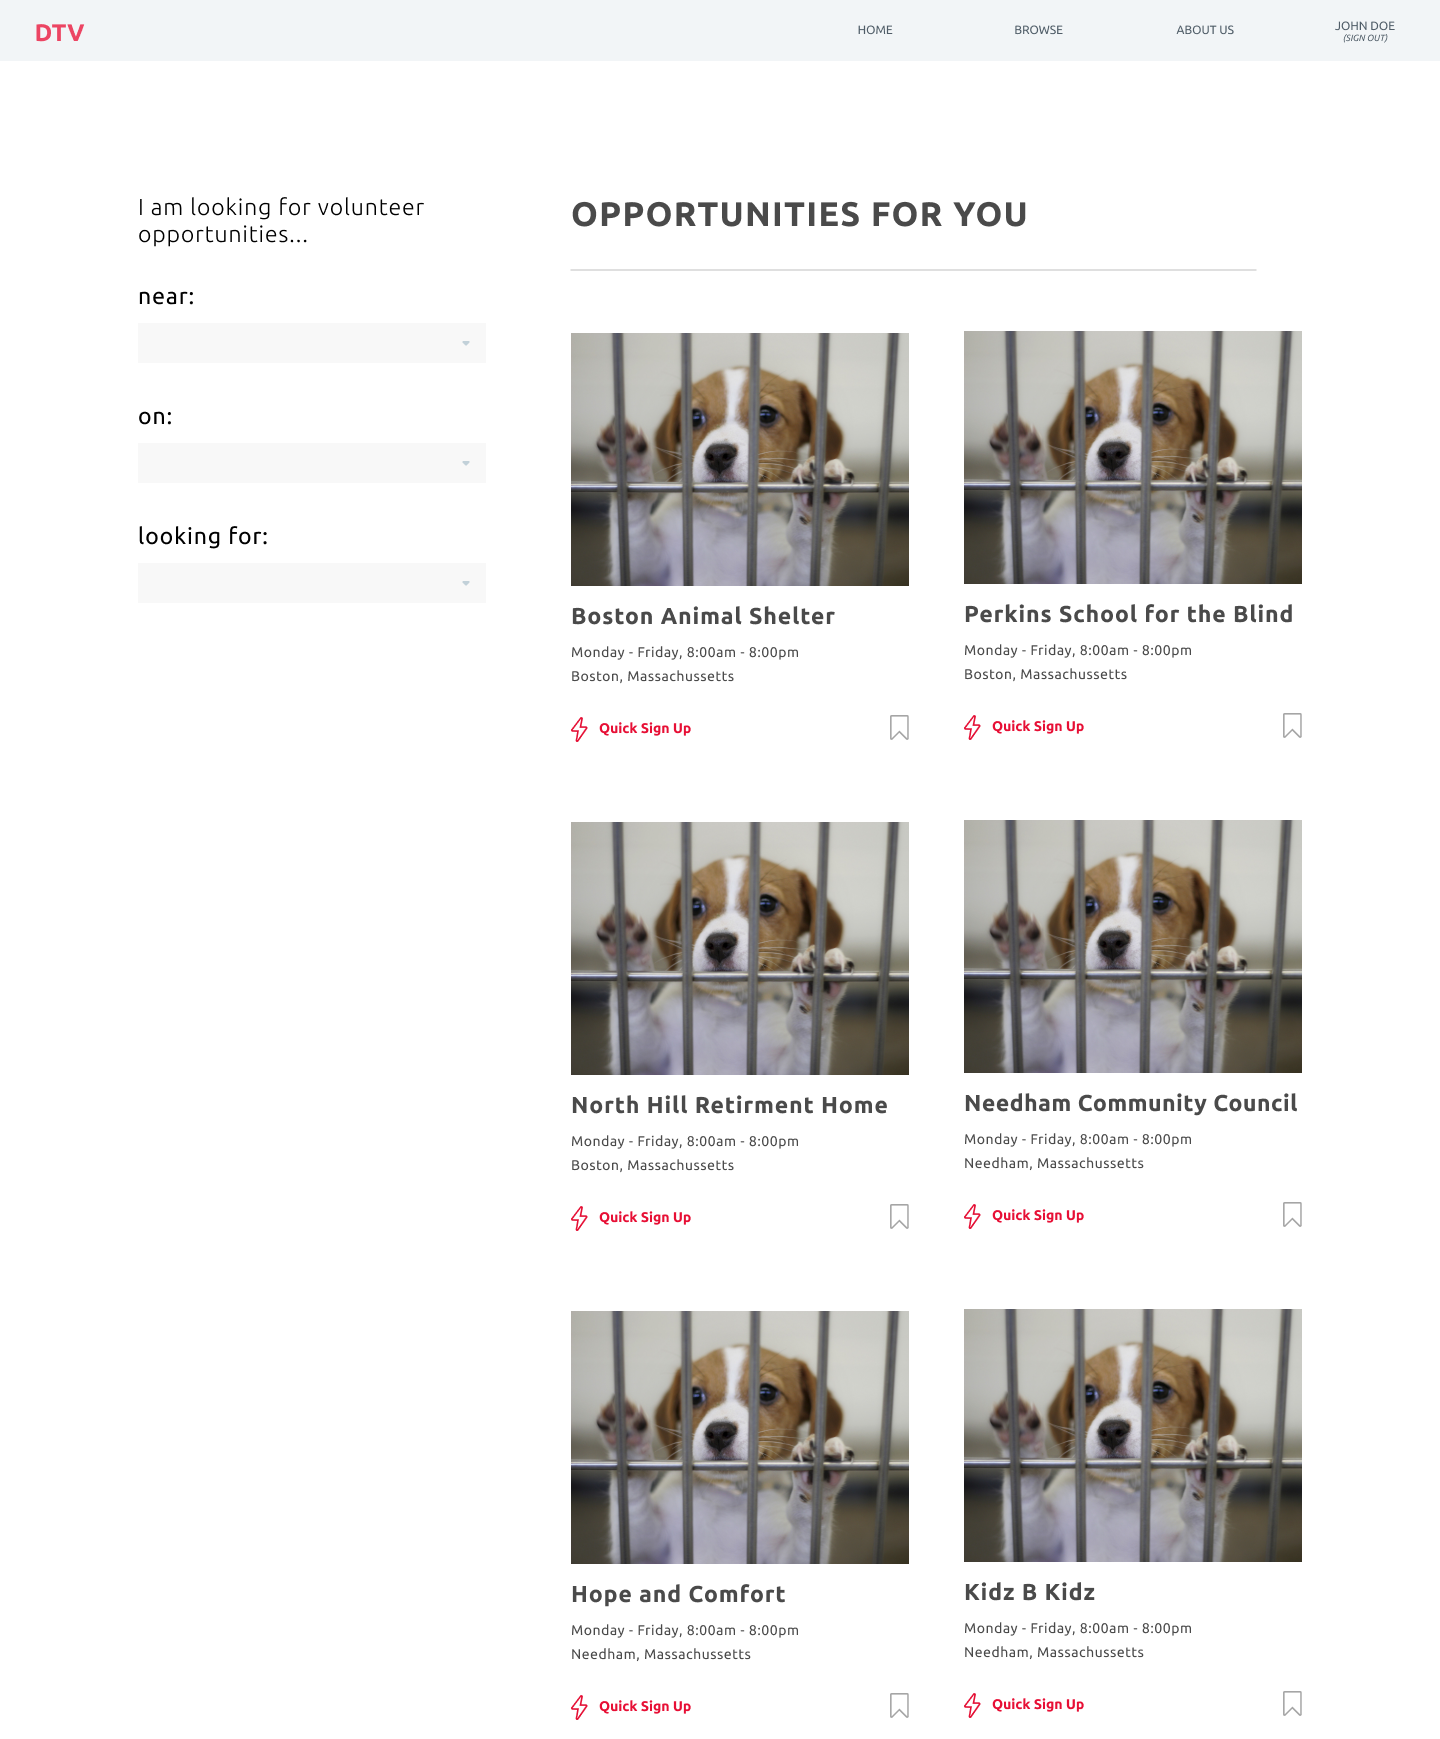 DTV
HOME
BROWSE
ABOUT US
JOHN DOE
(SIGN OUT)
I am looking for volunteer
opportunities...
near:
on:
looking for:
OPPORTUNITIES FOR YOU
Boston Animal Shelter
Monday - Friday, 8:00am - 8:00pm
Boston, Massachussetts
Quick Sign Up
Perkins School for the Blind
Monday - Friday, 8:00am - 8:00pm
Boston, Massachussetts
Quick Sign Up
North Hill Retirment Home
Monday - Friday, 8:00am - 8:00pm
Boston, Massachussetts
Quick Sign Up
Needham Community Council
Monday - Friday, 8:00am - 8:00pm
Needham, Massachussetts
Quick Sign Up
Hope and Comfort
Monday - Friday, 8:00am - 8:00pm
Needham, Massachussetts
Quick Sign Up
Kidz B Kidz
Monday - Friday, 8:00am - 8:00pm
Needham, Massachussetts
Quick Sign Up